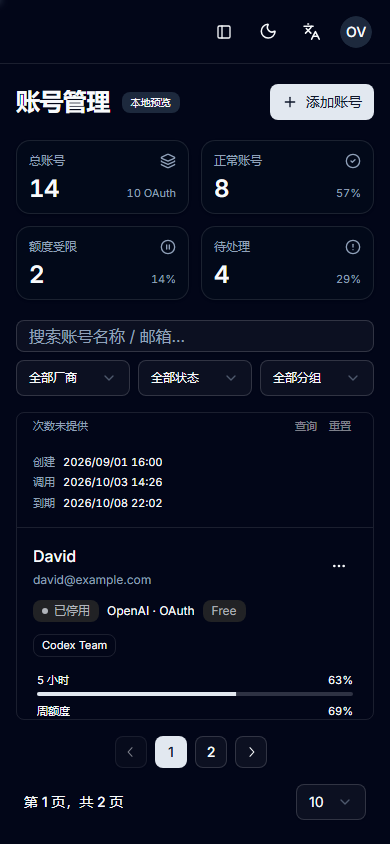 OV
账号管理 本地预览 添加账号
总账号
14 10 OAuth
正常账号
8 57%
额度受限
2 14%
待处理
4 29%
搜索账号名称 / 邮箱...
全部厂商 全部状态 全部分组
次数未提供 查询 重置
创建 2026/09/01 16:00
调用 2026/10/03 14:26
到期 2026/10/08 22:02
David
david@example.com
已停用 OpenAI · OAuth Free
Codex Team
5 小时 63%
周额度 69%
1 2
第 1 页，共 2 页 10